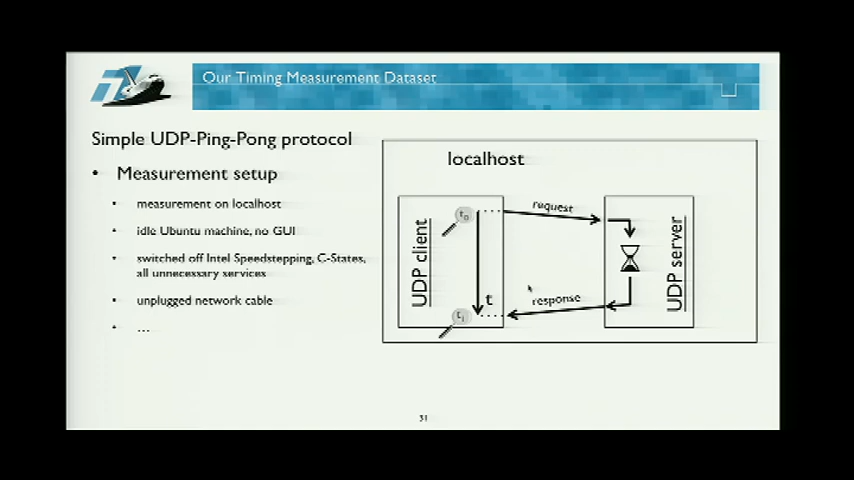 Our Timing Measurement Dataset
Simple UDP-Ping-Pong protocol
• Measurement setup
• measurement on localhost
• idle Ubuntu machine, no GUI
• switched off Intel Speedstepping, C-States,
all unnecessary services
• unplugged network cable
• ...
localhost
UDP client
t₀
t
t₁
request
response
UDP server
31